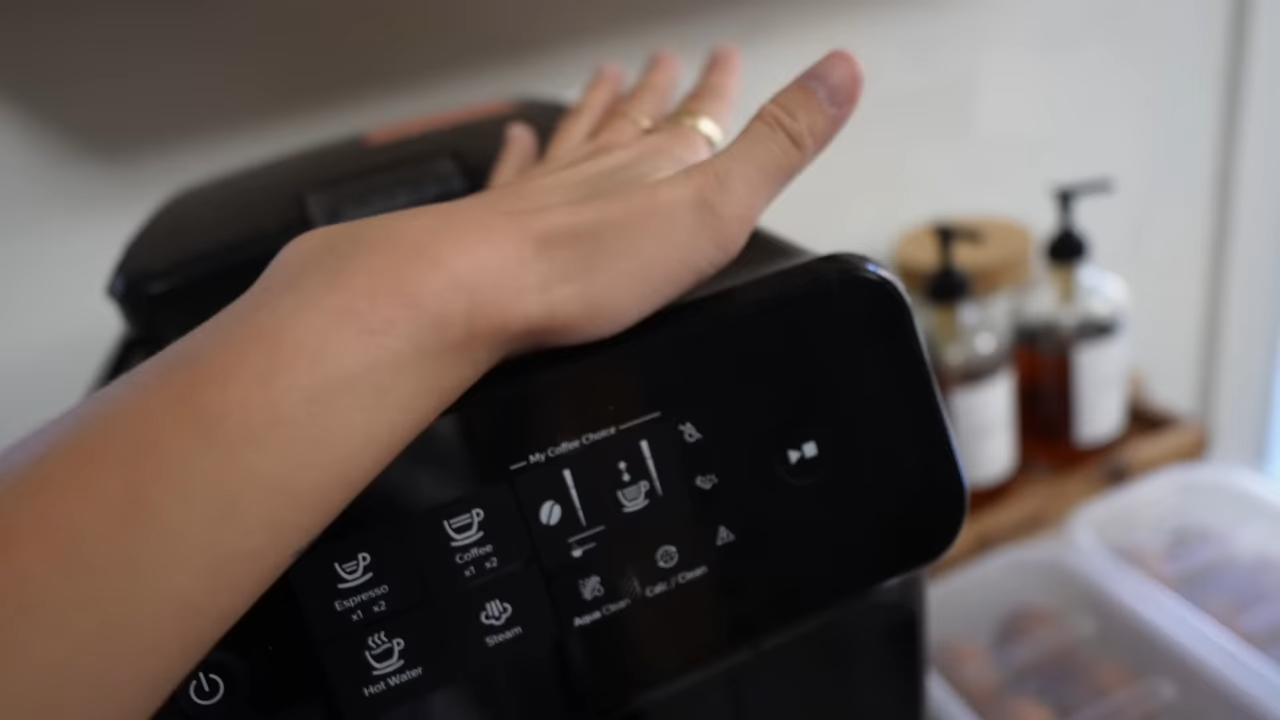 My Coffee Choice
Espresso
x1 x2
Coffee
x1 x2
Hot Water
Steam
Aqua Clean
Calc / Clean